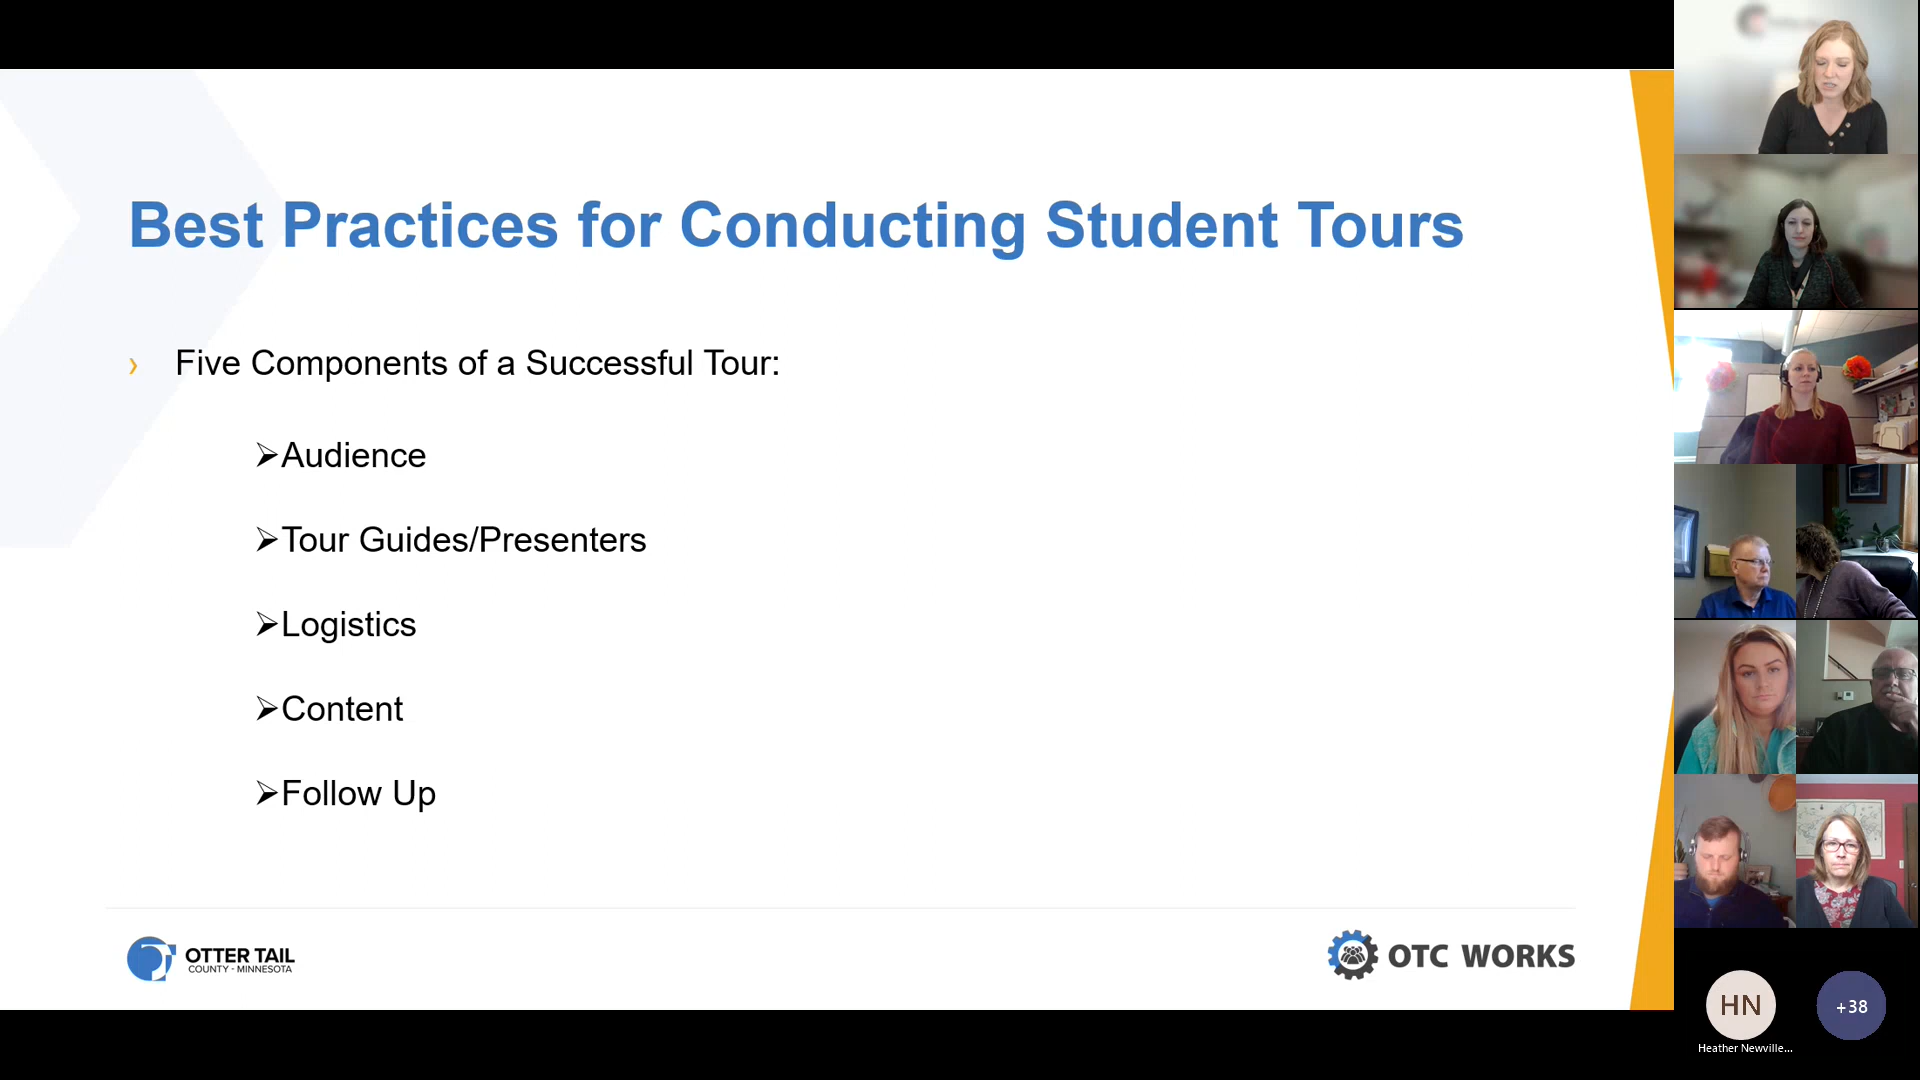 Best Practices for Conducting Student Tours
› Five Components of a Successful Tour:
➢Audience
➢Tour Guides/Presenters
➢Logistics
➢Content
➢Follow Up
OTTER TAIL
COUNTY - MINNESOTA
OTC WORKS
HN
+38
Heather Newville...